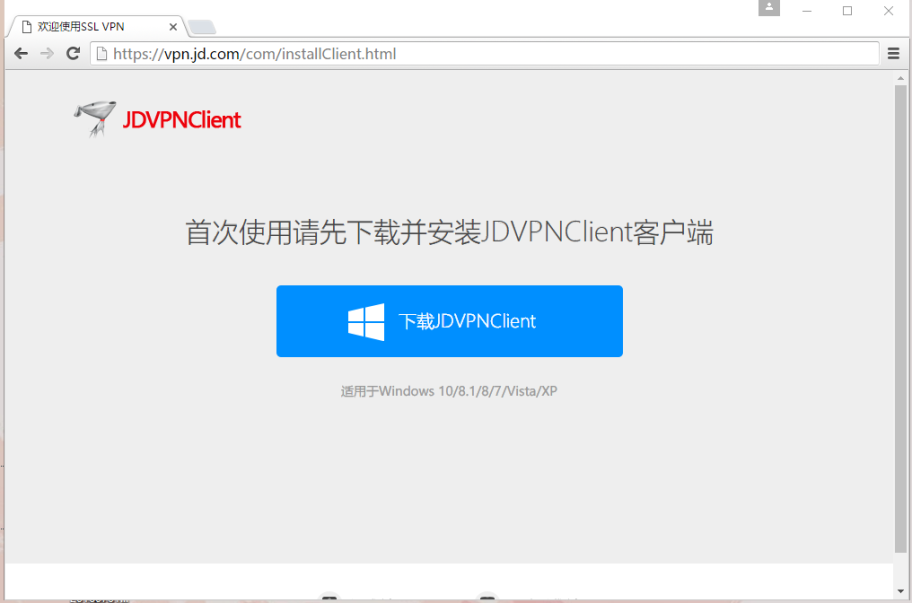 欢迎使用SSL VPN
https://vpn.jd.com/com/installClient.html
JDVPNClient
首次使用请先下载并安装JDVPNClient客户端
下载JDVPNClient
适用于Windows 10/8.1/8/7/Vista/XP